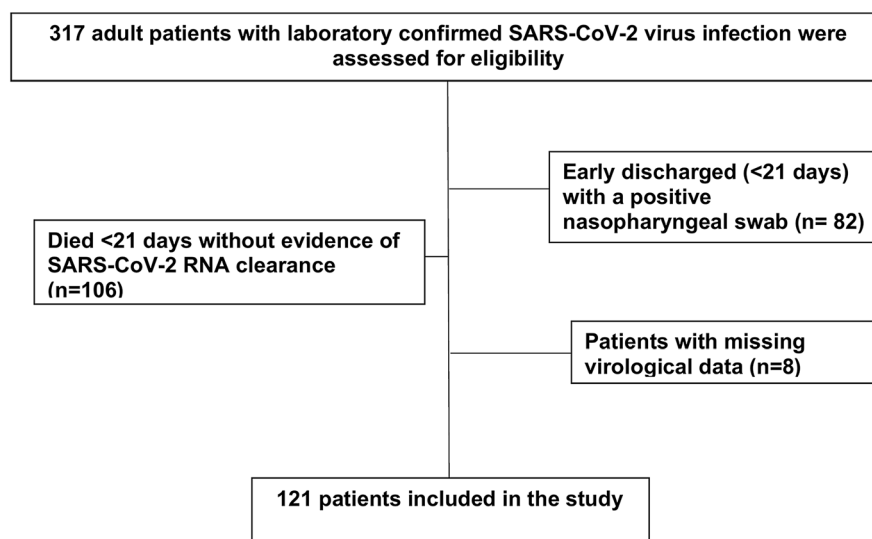 317 adult patients with laboratory confirmed SARS-CoV-2 virus infection were
assessed for eligibility
Early discharged (<21 days)
with a positive
nasopharyngeal swab (n= 82)
Died <21 days without evidence of
SARS-CoV-2 RNA clearance
(n=106)
Patients with missing
virological data (n=8)
121 patients included in the study